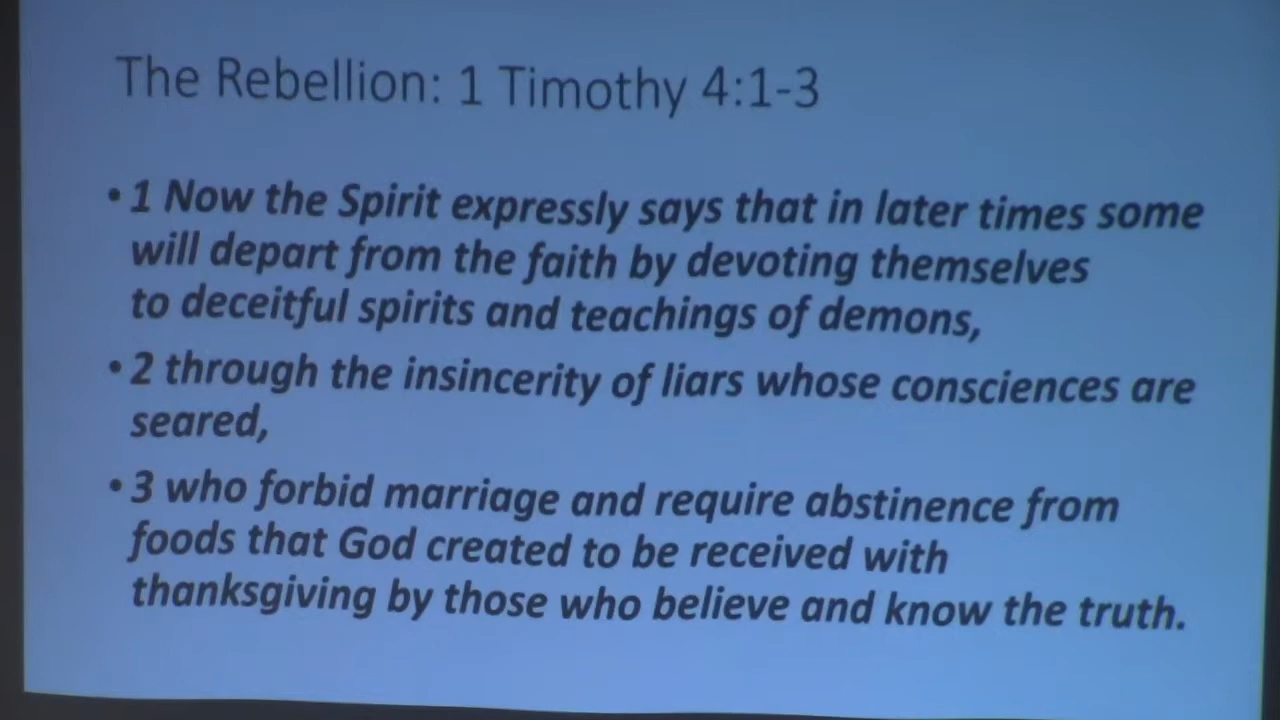 The Rebellion: 1 Timothy 4:1-3
• 1 Now the Spirit expressly says that in later times some
will depart from the faith by devoting themselves
to deceitful spirits and teachings of demons,
• 2 through the insincerity of liars whose consciences are
seared,
• 3 who forbid marriage and require abstinence from
foods that God created to be received with
thanksgiving by those who believe and know the truth.